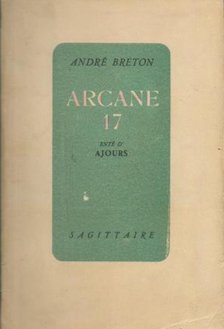 ANDRÉ BRETON
ARCANE
17
ENTÉ D'
AJOURS
SAGITTAIRE